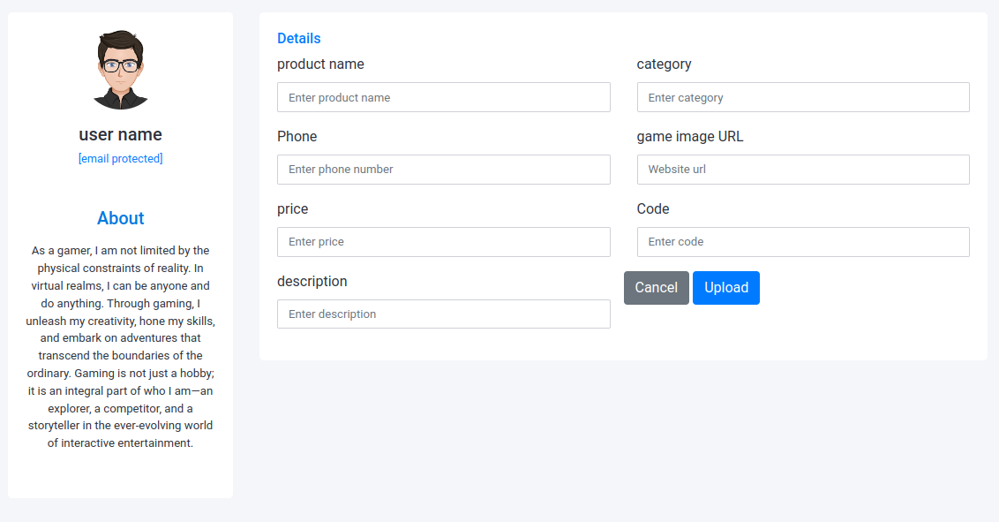 user name
[email protected]
About
As a gamer, I am not limited by the
physical constraints of reality. In
virtual realms, I can be anyone and
do anything. Through gaming, I
unleash my creativity, hone my skills,
and embark on adventures that
transcend the boundaries of the
ordinary. Gaming is not just a hobby;
it is an integral part of who I am—an
explorer, a competitor, and a
storyteller in the ever-evolving world
of interactive entertainment.
Details
product name
Enter product name
category
Enter category
Phone
Enter phone number
game image URL
Website url
price
Enter price
Code
Enter code
description
Enter description
Cancel
Upload